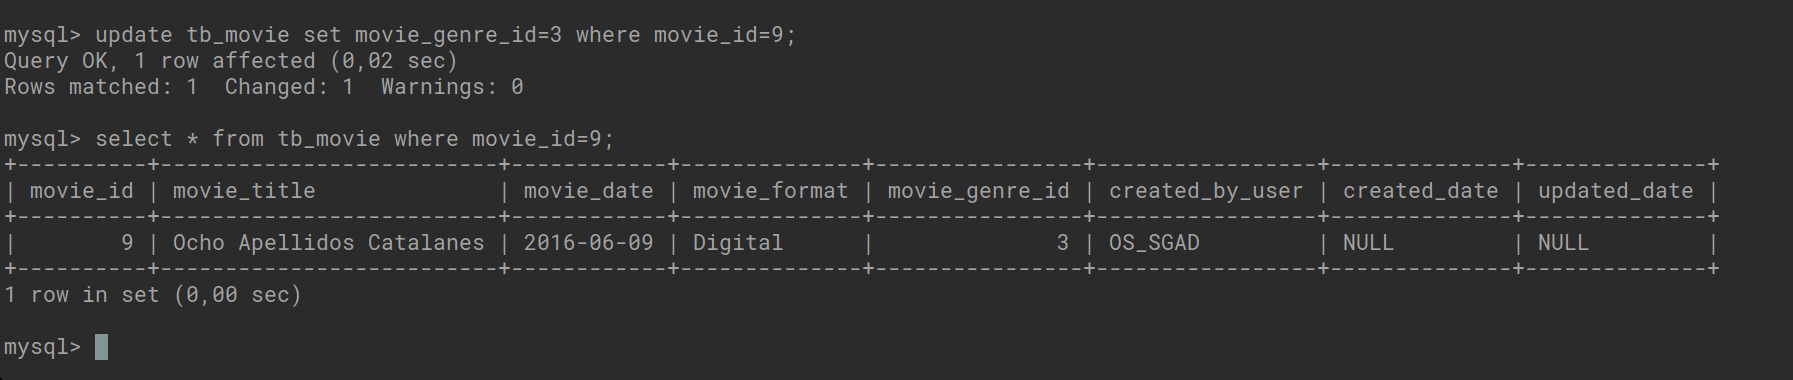 mysql> update tb_movie set movie_genre_id=3 where movie_id=9;
Query OK, 1 row affected (0,02 sec)
Rows matched: 1  Changed: 1  Warnings: 0

mysql> select * from tb_movie where movie_id=9;
+----------+--------------------------+------------+--------------+----------------+-----------------+--------------+--------------+
| movie_id | movie_title              | movie_date | movie_format | movie_genre_id | created_by_user | created_date | updated_date |
+----------+--------------------------+------------+--------------+----------------+-----------------+--------------+--------------+
|        9 | Ocho Apellidos Catalanes | 2016-06-09 | Digital      |              3 | OS_SGAD         | NULL         | NULL         |
+----------+--------------------------+------------+--------------+----------------+-----------------+--------------+--------------+
1 row in set (0,00 sec)

mysql>